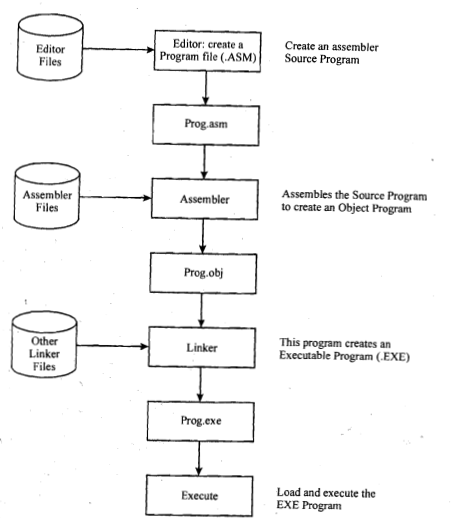 Editor
Files
Editor: create a
Program file (.ASM)
Create an assembler
Source Program
Prog.asm
Assembler
Files
Assembler
Assembles the Source Program
to create an Object Program
Prog.obj
Other
Linker
Files
Linker
This program creates an
Executable Program (.EXE)
Prog.exe
Execute
Load and execute the
EXE Program